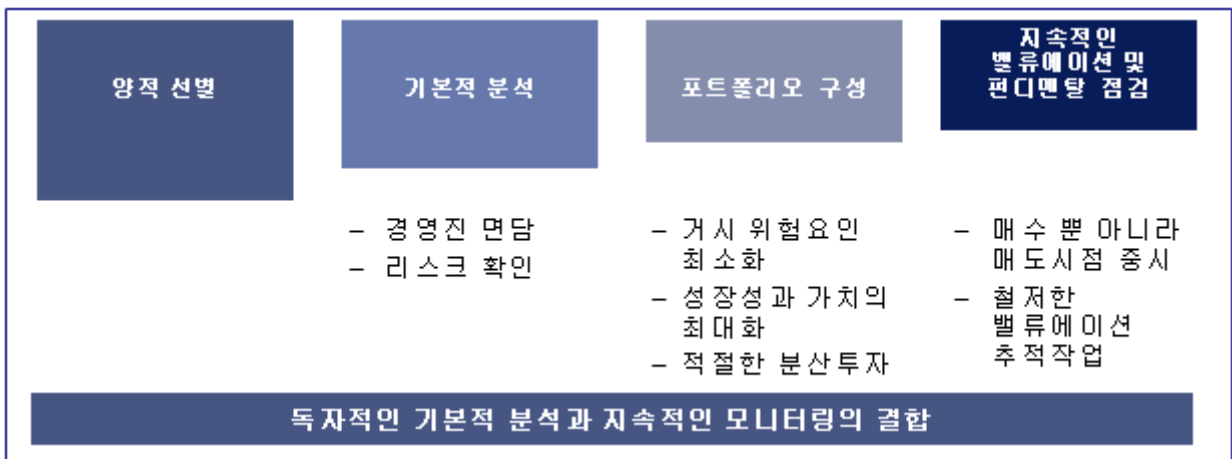 양적 선별
기본적 분석
포트폴리오 구성
지속적인
밸류에이션 및
펀디멘탈 점검
– 경영진 면담
– 리스크 확인
– 거시 위험요인
최소화
– 성장성과 가치의
최대화
– 적절한 분산투자
– 매수 뿐 아니라
매도시점 중시
– 철저한
밸류에이션
추적작업
독자적인 기본적 분석과 지속적인 모니터링의 결합